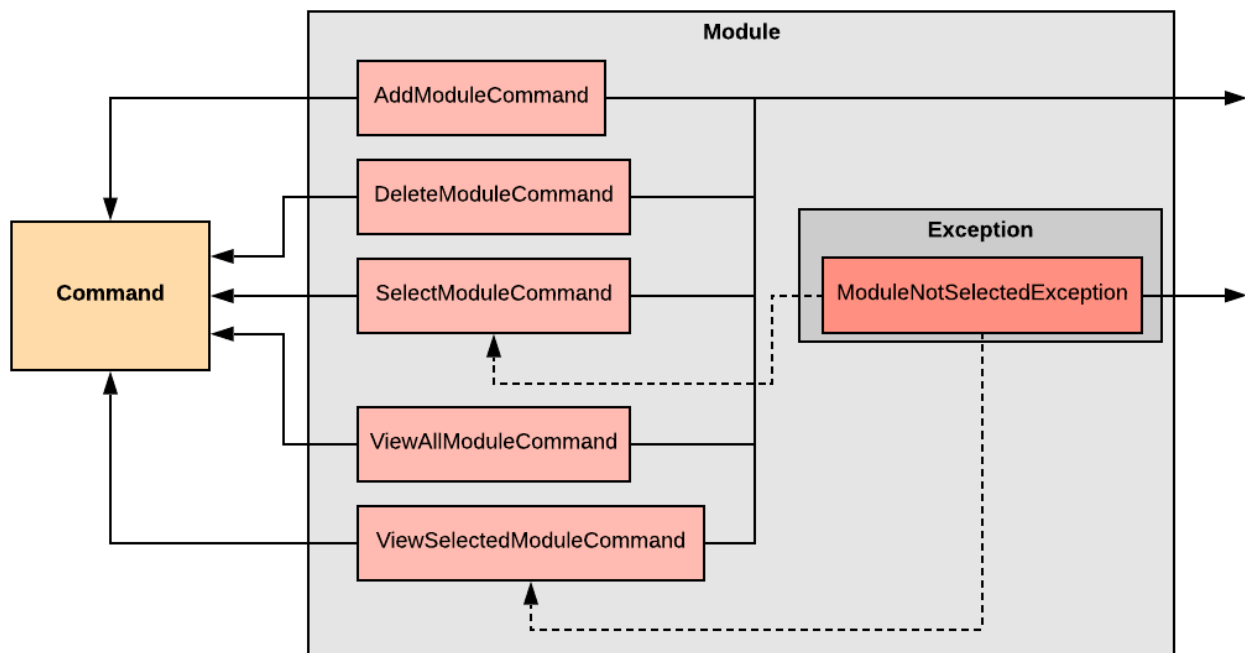 Module
AddModuleCommand
DeleteModuleCommand
Exception
Command
SelectModuleCommand
ModuleNotSelectedException
ViewAllModuleCommand
ViewSelectedModuleCommand